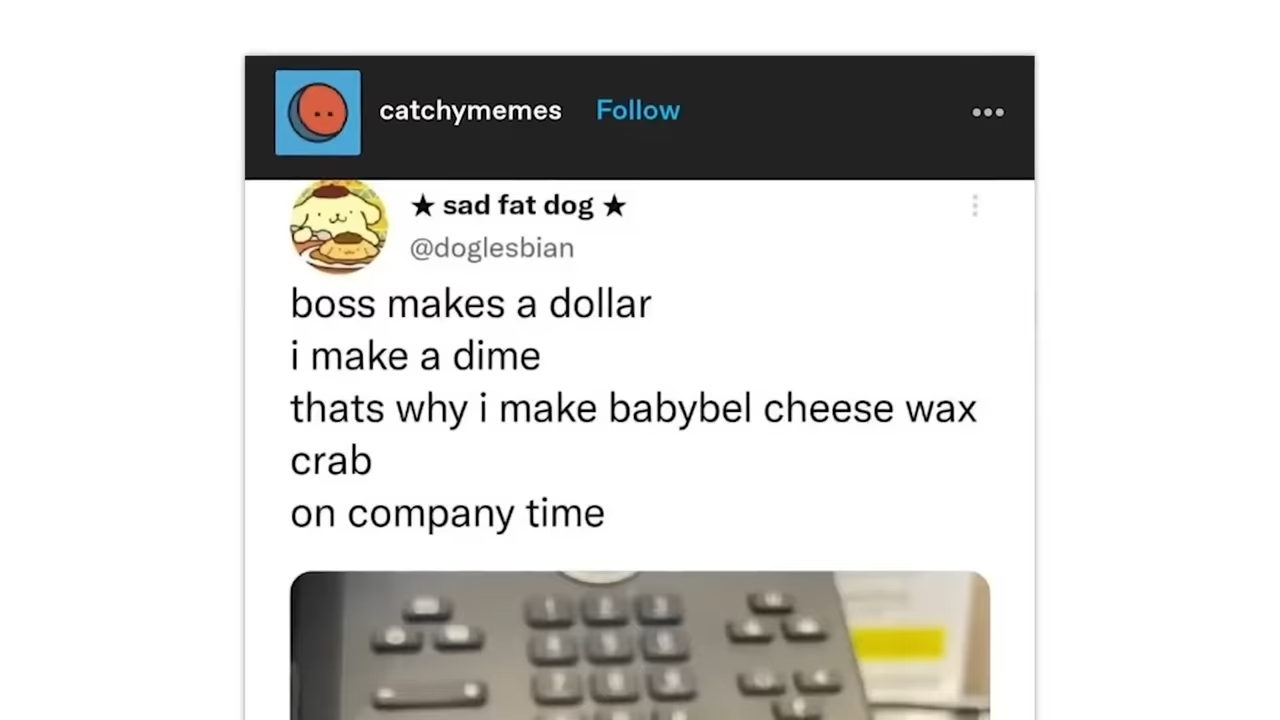 catchymemes Follow
★ sad fat dog ★
@doglesbian
boss makes a dollar
i make a dime
thats why i make babybel cheese wax
crab
on company time